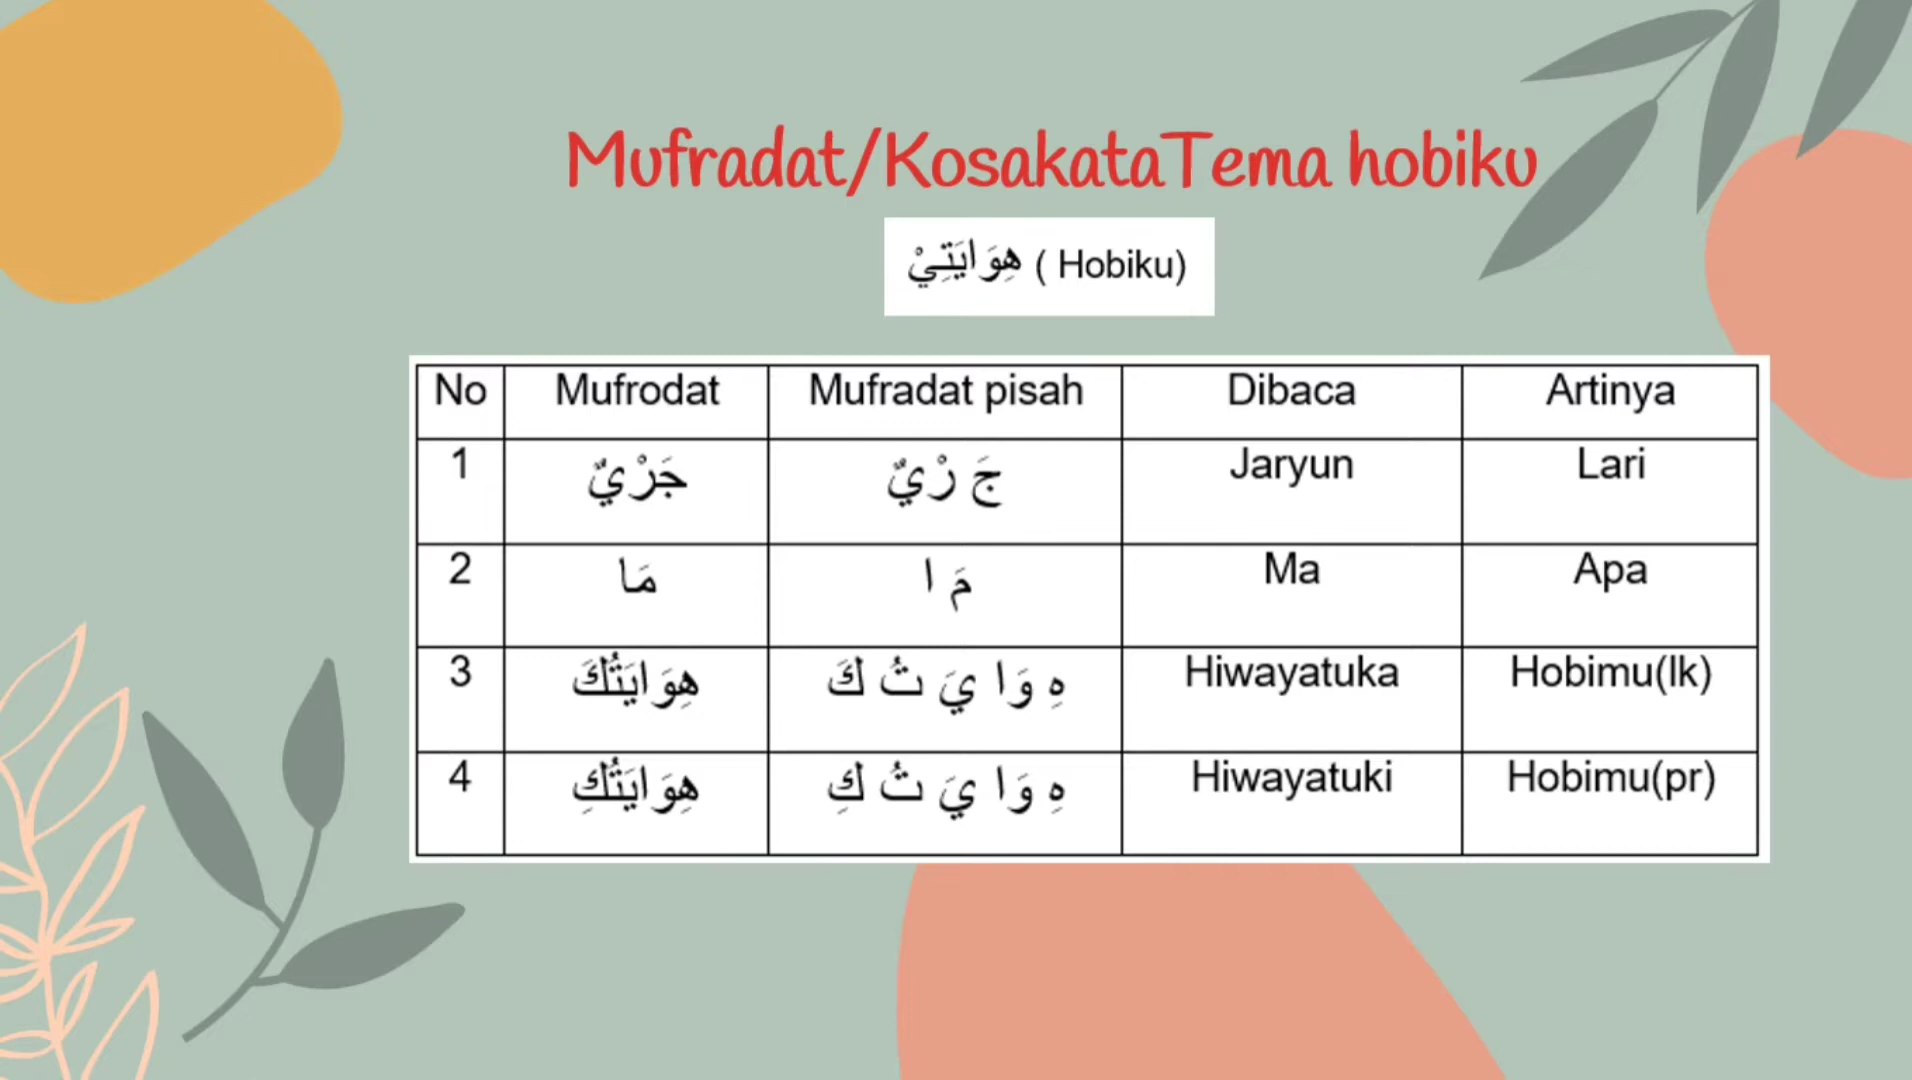 Mufradat/KosakataTema hobiku
هِوَايَتِيْ ( Hobiku)
No Mufrodat Mufradat pisah Dibaca Artinya
1 جَرْيٌ جَ رْيٌ Jaryun Lari
2 مَا مَ ا Ma Apa
3 هِوَايَتُكَ هِ وَا يَ تُ كَ Hiwayatuka Hobimu(lk)
4 هِوَايَتُكِ هِ وَا يَ تُ كِ Hiwayatuki Hobimu(pr)